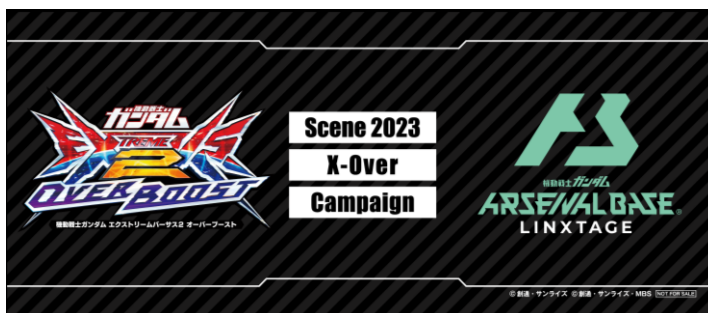 機動戦士
ガンダム
EXTREME
VS
2
OVER BOOST
機動戦士ガンダム エクストリームバーサス2 オーバーブースト
Scene 2023
X-Over
Campaign
機動戦士ガンダム
ARSENAL BASE®
LINXTAGE
© 創通・サンライズ © 創通・サンライズ・MBS NOT FOR SALE